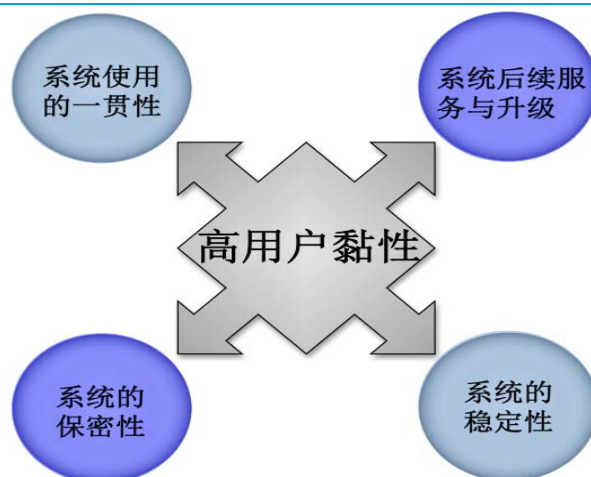 系统使用
的一贯性
系统后续服
务与升级
高用户黏性
系统的
保密性
系统的
稳定性